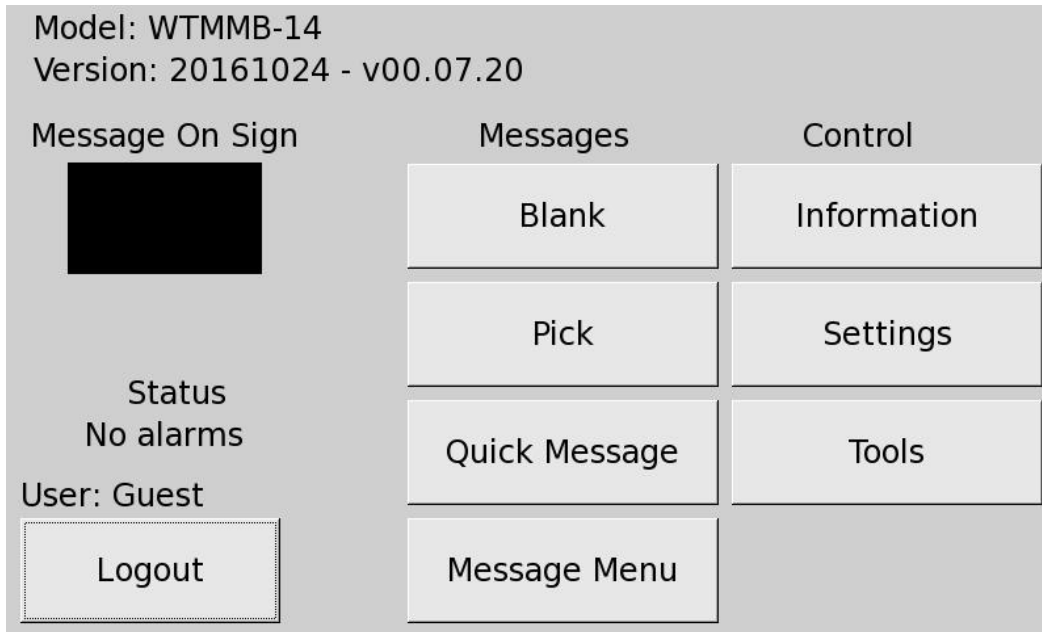 Model: WTMMB-14
Version: 20161024 - v00.07.20
Message On Sign
Messages
Control
Blank
Information
Pick
Settings
Status
No alarms
Quick Message
Tools
User: Guest
Logout
Message Menu